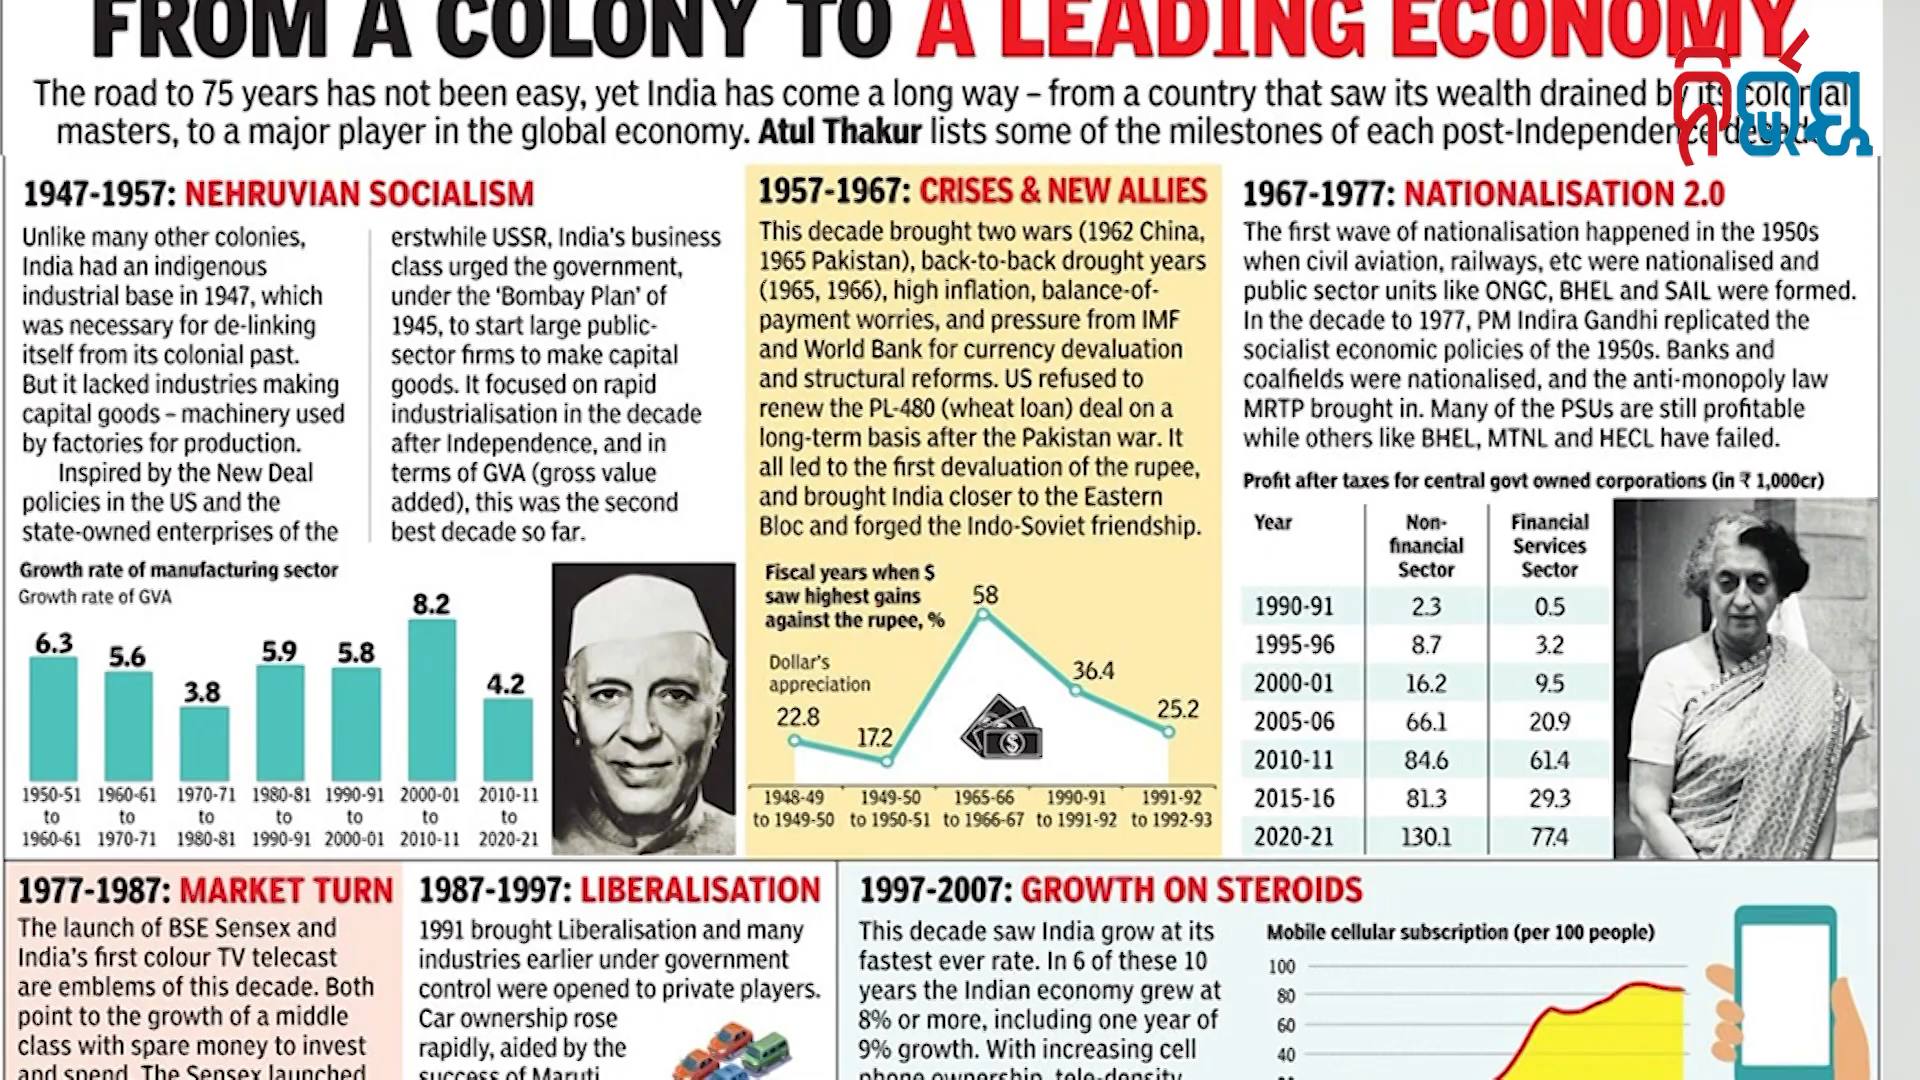 FROM A COLONY TO A LEADING ECONOMY
The road to 75 years has not been easy, yet India has come a long way – from a country that saw its wealth drained by its colonial
masters, to a major player in the global economy. Atul Thakur lists some of the milestones of each post-Independence decade
1947-1957: NEHRUVIAN SOCIALISM
Unlike many other colonies,
India had an indigenous
industrial base in 1947, which
was necessary for de-linking
itself from its colonial past.
But it lacked industries making
capital goods – machinery used
by factories for production.
Inspired by the New Deal
policies in the US and the
state-owned enterprises of the
erstwhile USSR, India's business
class urged the government,
under the 'Bombay Plan' of
1945, to start large public-
sector firms to make capital
goods. It focused on rapid
industrialisation in the decade
after Independence, and in
terms of GVA (gross value
added), this was the second
best decade so far.
Growth rate of manufacturing sector
Growth rate of GVA
6.3 5.6 3.8 5.9 5.8 8.2 4.2
1950-51 1960-61 1970-71 1980-81 1990-91 2000-01 2010-11
to to to to to to to
1960-61 1970-71 1980-81 1990-91 2000-01 2010-11 2020-21
1957-1967: CRISES & NEW ALLIES
This decade brought two wars (1962 China,
1965 Pakistan), back-to-back drought years
(1965, 1966), high inflation, balance-of-
payment worries, and pressure from IMF
and World Bank for currency devaluation
and structural reforms. US refused to
renew the PL-480 (wheat loan) deal on a
long-term basis after the Pakistan war. It
all led to the first devaluation of the rupee,
and brought India closer to the Eastern
Bloc and forged the Indo-Soviet friendship.
Fiscal years when $
saw highest gains
against the rupee, %
Dollar's
appreciation
22.8 17.2 58 36.4 25.2
1948-49 1949-50 1965-66 1990-91 1991-92
to 1949-50 to 1950-51 to 1966-67 to 1991-92 to 1992-93
1967-1977: NATIONALISATION 2.0
The first wave of nationalisation happened in the 1950s
when civil aviation, railways, etc were nationalised and
public sector units like ONGC, BHEL and SAIL were formed.
In the decade to 1977, PM Indira Gandhi replicated the
socialist economic policies of the 1950s. Banks and
coalfields were nationalised, and the anti-monopoly law
MRTP brought in. Many of the PSUs are still profitable
while others like BHEL, MTNL and HECL have failed.
Profit after taxes for central govt owned corporations (in ₹ 1,000cr)
Year Non- Financial
financial Services
Sector Sector
1990-91 2.3 0.5
1995-96 8.7 3.2
2000-01 16.2 9.5
2005-06 66.1 20.9
2010-11 84.6 61.4
2015-16 81.3 29.3
2020-21 130.1 77.4
1977-1987: MARKET TURN
The launch of BSE Sensex and
India's first colour TV telecast
are emblems of this decade. Both
point to the growth of a middle
class with spare money to invest
and spend. The Sensex launched
1987-1997: LIBERALISATION
1991 brought Liberalisation and many
industries earlier under government
control were opened to private players.
Car ownership rose
rapidly, aided by the
success of Maruti
1997-2007: GROWTH ON STEROIDS
This decade saw India grow at its
fastest ever rate. In 6 of these 10
years the Indian economy grew at
8% or more, including one year of
9% growth. With increasing cell
phone ownership, tele-density
Mobile cellular subscription (per 100 people)
100
80
60
40